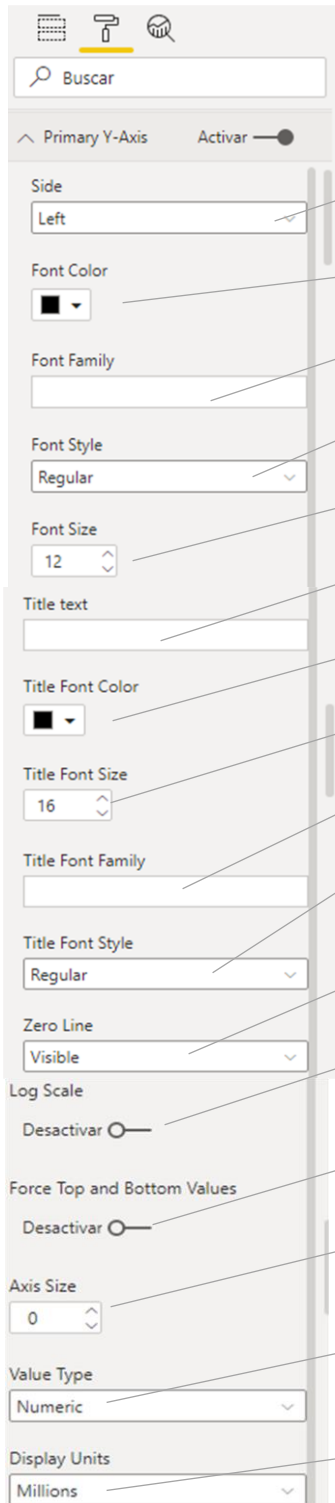 Buscar
Primary Y-Axis Activar
Side
Left
Font Color
Font Family
Font Style
Regular
Font Size
12
Title text
Title Font Color
Title Font Size
16
Title Font Family
Title Font Style
Regular
Zero Line
Visible
Log Scale
Desactivar
Force Top and Bottom Values
Desactivar
Axis Size
0
Value Type
Numeric
Display Units
Millions